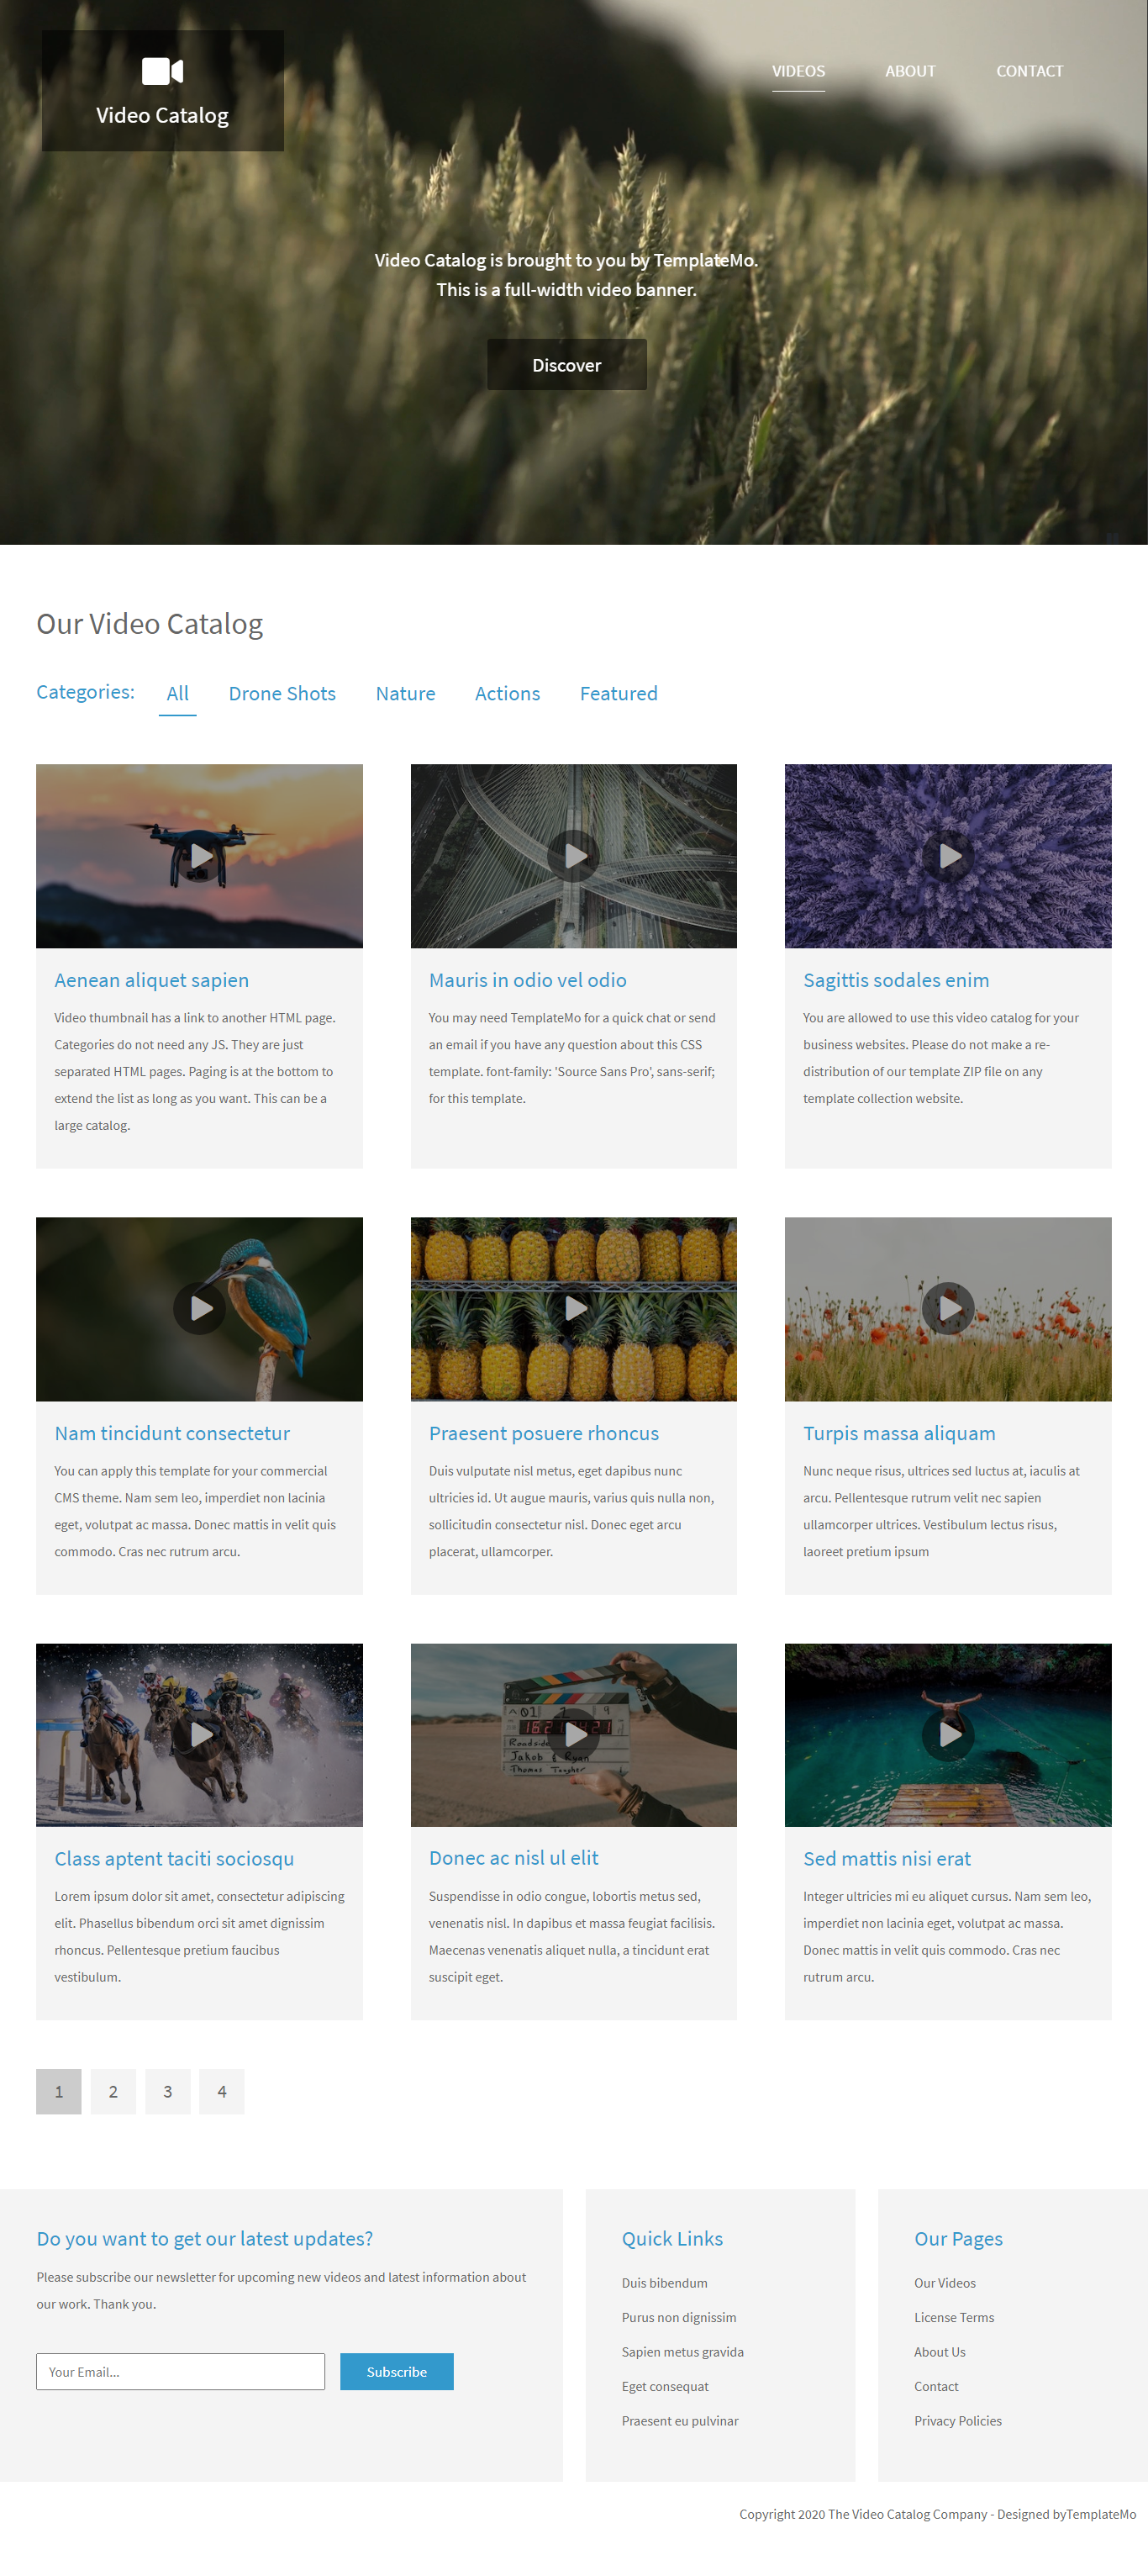 Video Catalog
VIDEOS ABOUT CONTACT
Video Catalog is brought to you by TemplateMo.
This is a full-width video banner.
Discover
Our Video Catalog
Categories: All Drone Shots Nature Actions Featured
Aenean aliquet sapien
Video thumbnail has a link to another HTML page.
Categories do not need any JS. They are just
separated HTML pages. Paging is at the bottom to
extend the list as long as you want. This can be a
large catalog.
Mauris in odio vel odio
You may need TemplateMo for a quick chat or send
an email if you have any question about this CSS
template. font-family: 'Source Sans Pro', sans-serif;
for this template.
Sagittis sodales enim
You are allowed to use this video catalog for your
business websites. Please do not make a re-
distribution of our template ZIP file on any
template collection website.
Nam tincidunt consectetur
You can apply this template for your commercial
CMS theme. Nam sem leo, imperdiet non lacinia
eget, volutpat ac massa. Donec mattis in velit quis
commodo. Cras nec rutrum arcu.
Praesent posuere rhoncus
Duis vulputate nisl metus, eget dapibus nunc
ultricies id. Ut augue mauris, varius quis nulla non,
sollicitudin consectetur nisl. Donec eget arcu
placerat, ullamcorper.
Turpis massa aliquam
Nunc neque risus, ultrices sed luctus at, iaculis at
arcu. Pellentesque rutrum velit nec sapien
ullamcorper ultrices. Vestibulum lectus risus,
laoreet pretium ipsum
Roadside
Jakob & Ryan
Thomas Taugher
Class aptent taciti sociosqu
Lorem ipsum dolor sit amet, consectetur adipiscing
elit. Phasellus bibendum orci sit amet dignissim
rhoncus. Pellentesque pretium faucibus
vestibulum.
Donec ac nisl ul elit
Suspendisse in odio congue, lobortis metus sed,
venenatis nisl. In dapibus et massa feugiat facilisis.
Maecenas venenatis aliquet nulla, a tincidunt erat
suscipit eget.
Sed mattis nisi erat
Integer ultricies mi eu aliquet cursus. Nam sem leo,
imperdiet non lacinia eget, volutpat ac massa.
Donec mattis in velit quis commodo. Cras nec
rutrum arcu.
1 2 3 4
Do you want to get our latest updates?
Please subscribe our newsletter for upcoming new videos and latest information about
our work. Thank you.
Your Email...
Subscribe
Quick Links
Duis bibendum
Purus non dignissim
Sapien metus gravida
Eget consequat
Praesent eu pulvinar
Our Pages
Our Videos
License Terms
About Us
Contact
Privacy Policies
Copyright 2020 The Video Catalog Company - Designed byTemplateMo